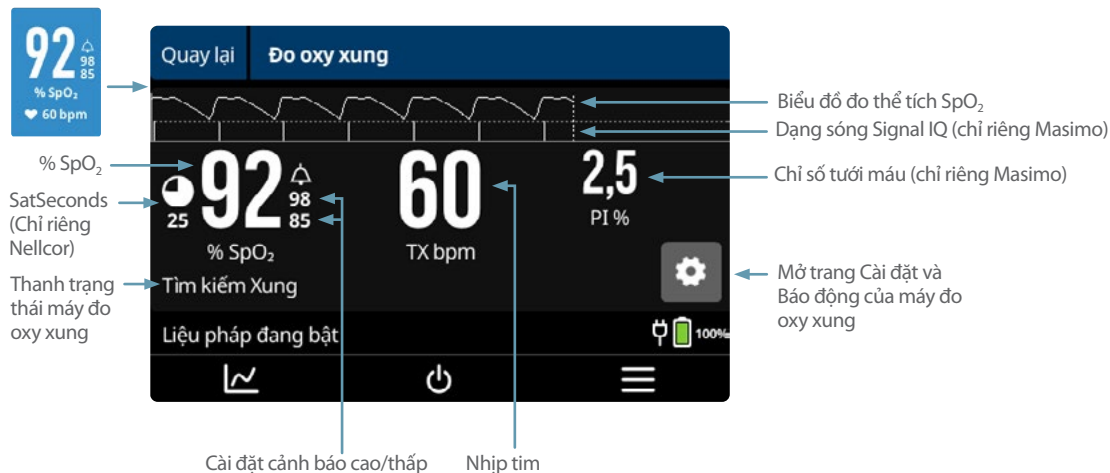 92
98
85
% SpO₂
60 bpm
Quay lại Đo oxy xung
Biểu đồ đo thể tích SpO₂
Dạng sóng Signal IQ (chỉ riêng Masimo)
% SpO₂
SatSeconds
(Chỉ riêng
Nellcor)
25
92
98
85
% SpO₂
60
TX bpm
2,5
PI %
Chỉ số tưới máu (chỉ riêng Masimo)
Thanh trạng
thái máy đo
oxy xung
Tìm kiếm Xung
Mở trang Cài đặt và
Báo động của máy đo
oxy xung
Liệu pháp đang bật
100%
Cài đặt cảnh báo cao/thấp
Nhịp tim